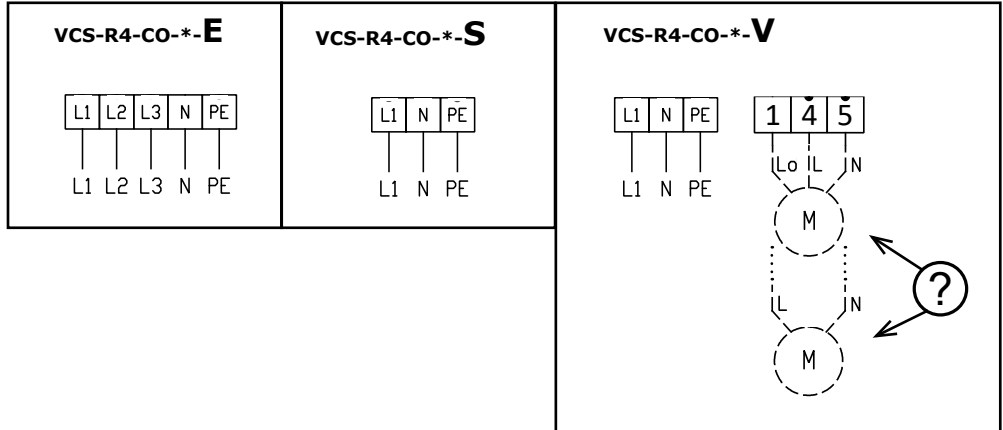 VCS-R4-CO-*-E
L1 L2 L3 N PE
L1 L2 L3 N PE
VCS-R4-CO-*-S
L1 N PE
L1 N PE
VCS-R4-CO-*-V
L1 N PE
L1 N PE
1 4 5
Lo L N
M
L N
M
?